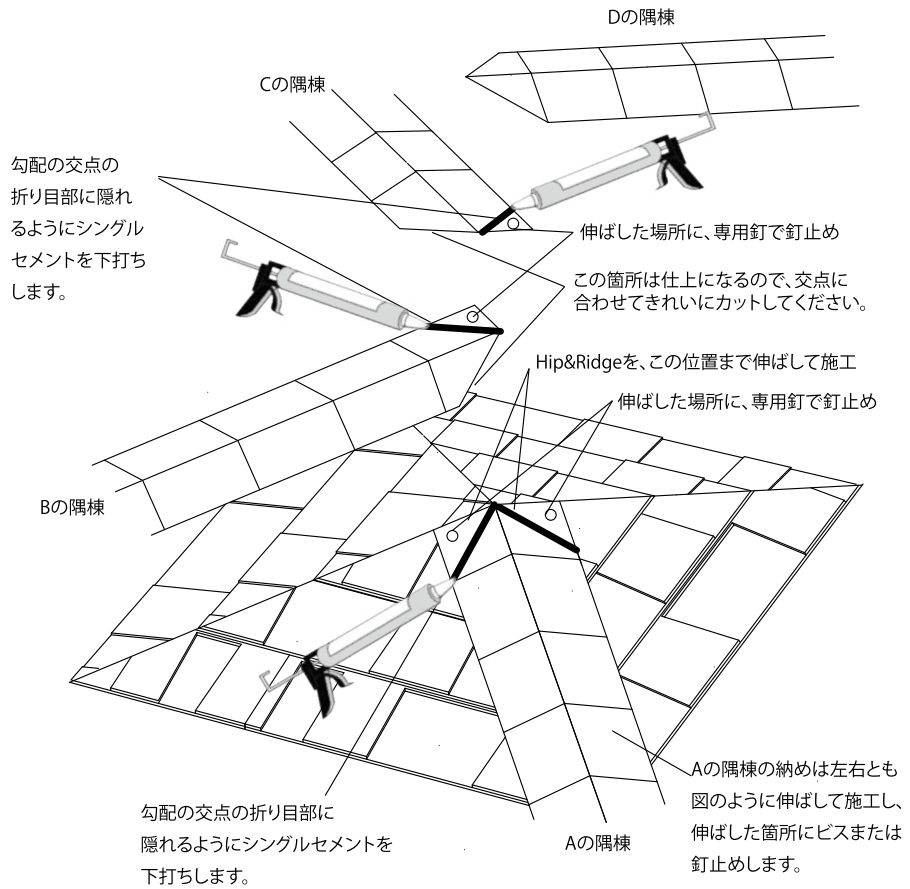 Dの隅棟
Cの隅棟
勾配の交点の
折り目部に隠れ
るようにシングル
セメントを下打ち
します。
伸ばした場所に、専用釘で釘止め
この箇所は仕上になるので、交点に
合わせてきれいにカットしてください。
Hip&Ridgeを、この位置まで伸ばして施工
伸ばした場所に、専用釘で釘止め
Bの隅棟
Aの隅棟の納めは左右とも
図のように伸ばして施工し、
伸ばした箇所にビスまたは
釘止めします。
勾配の交点の折り目部に
隠れるようにシングルセメントを
下打ちします。
Aの隅棟